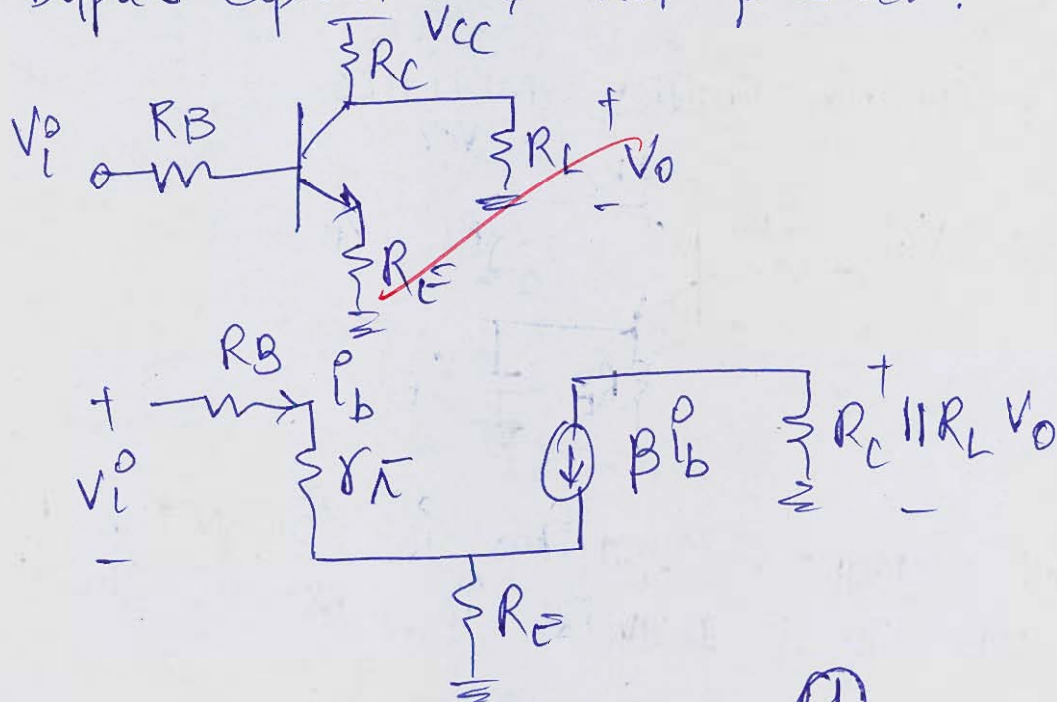 VCC
RC
Vi RB
RL + Vo -
RE
RB ib
+ Vi -
rπ
βib
RC || RL + Vo -
RE